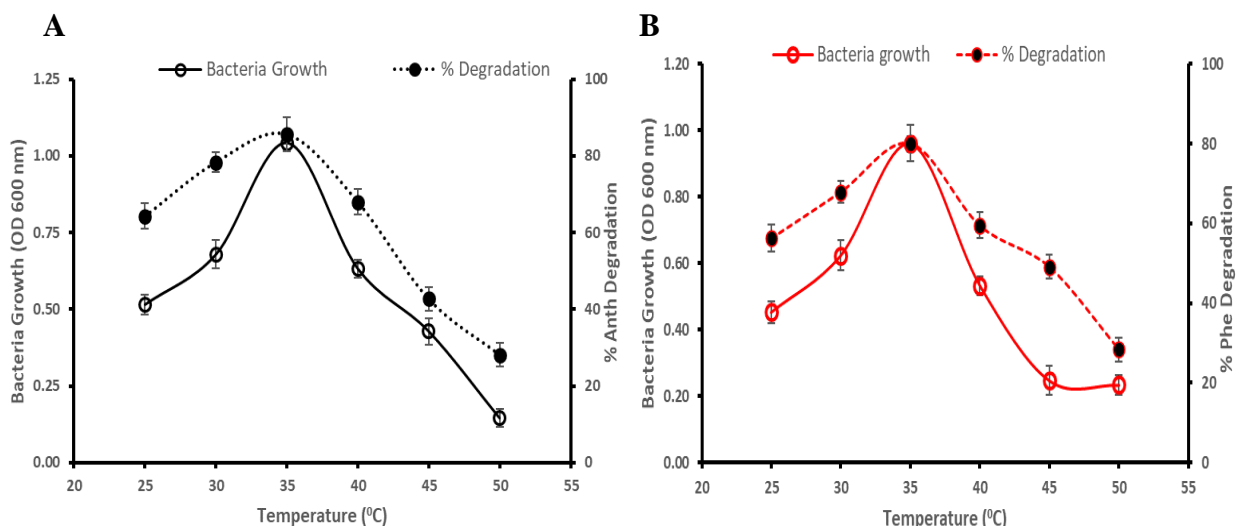 A
Bacteria Growth
% Degradation
1.25
1.00
0.75
0.50
0.25
0.00
Bacteria Growth (OD 600 nm)
100
80
60
40
20
0
% Anth Degradation
20 25 30 35 40 45 50 55
Temperature (⁰C)
B
Bacteria growth
% Degradation
1.20
1.00
0.80
0.60
0.40
0.20
0.00
Bacteria Growth (OD 600 nm)
100
80
60
40
20
0
% Phe Degradation
20 25 30 35 40 45 50 55
Temperature (⁰C)